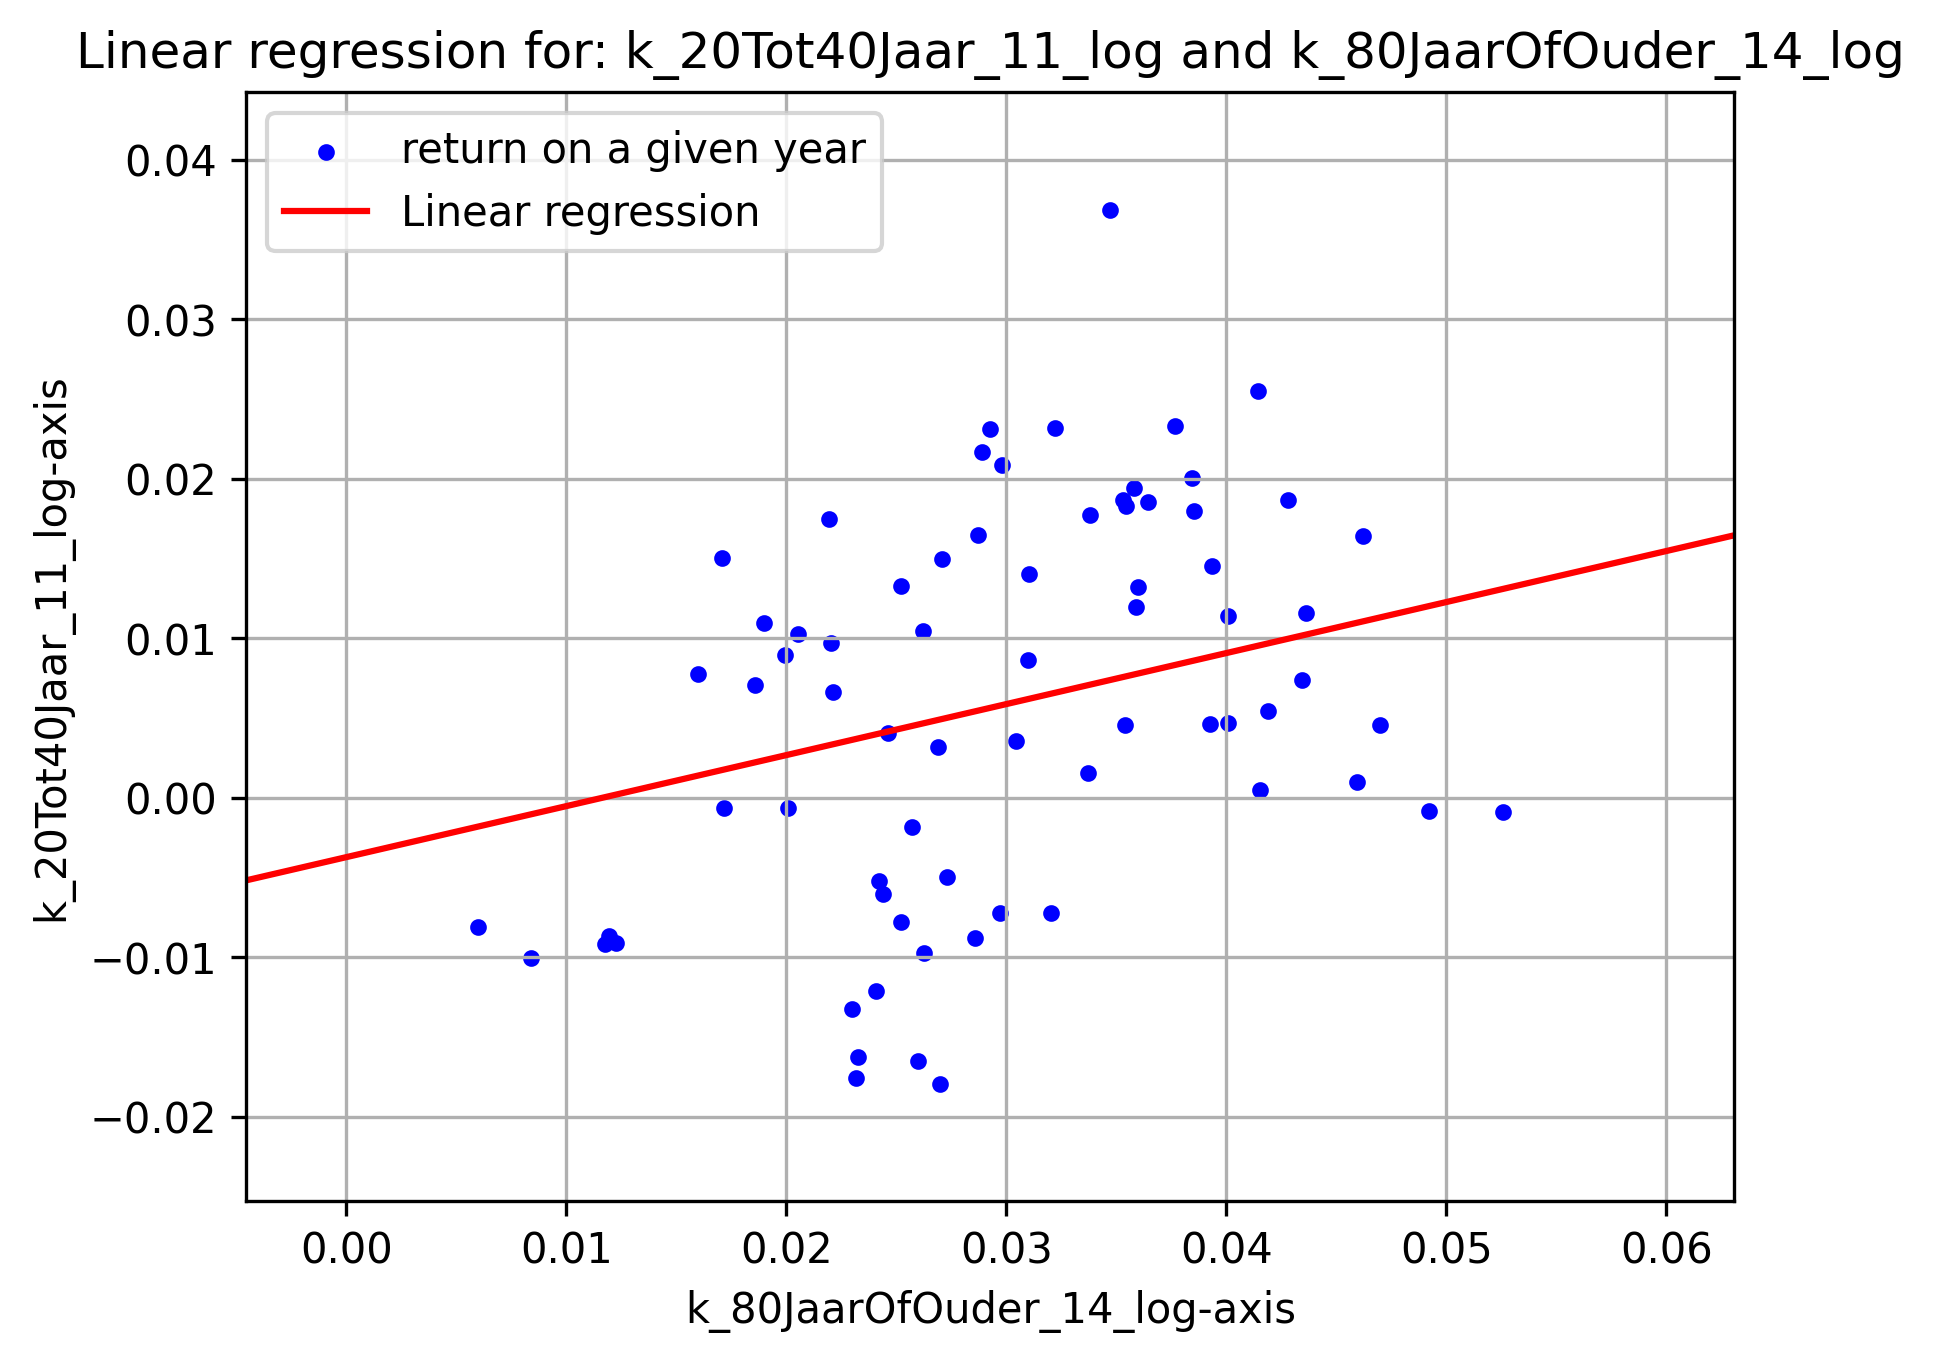 Linear regression for: k_20Tot40Jaar_11_log and k_80JaarOfOuder_14_log
return on a given year
Linear regression
0.04
0.03
0.02
0.01
0.00
−0.01
−0.02
k_20Tot40Jaar_11_log-axis
0.00 0.01 0.02 0.03 0.04 0.05 0.06
k_80JaarOfOuder_14_log-axis